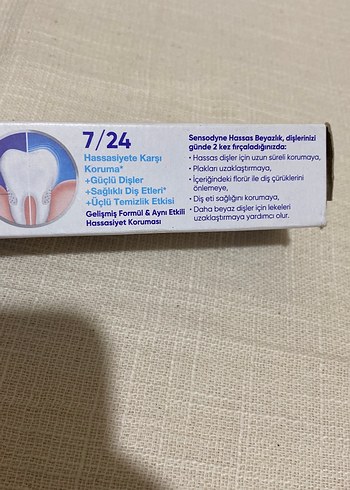 7/24
Hassasiyete Karşı
Koruma*
+Güçlü Dişler
+Sağlıklı Diş Etleri*
+Üçlü Temizlik Etkisi
Gelişmiş Formül & Aynı Etkili
Hassasiyet Koruması
Sensodyne Hassas Beyazlık, dişlerinizi
günde 2 kez fırçaladığınızda:
• Hassas dişler için uzun süreli korumaya,
• Plakları uzaklaştırmaya,
• İçeriğindeki florür ile diş çürüklerini
önlemeye,
• Diş eti sağlığını korumaya,
• Daha beyaz dişler için lekeleri
uzaklaştırmaya yardımcı olur.